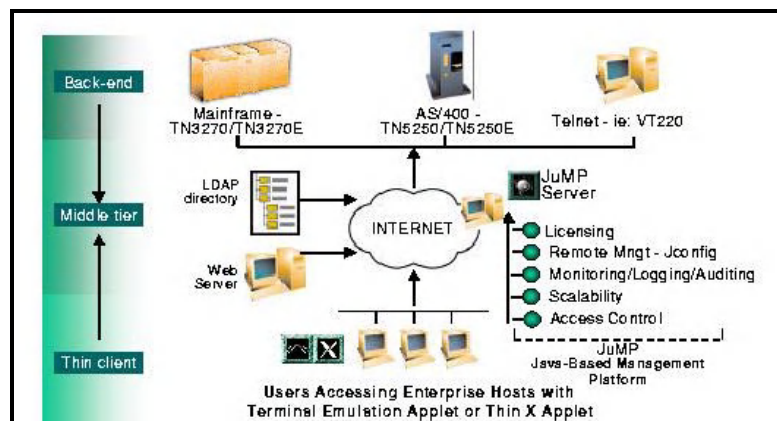 Back-end
Mainframe -
TN3270/TN3270E
AS/400 -
TN5250/TN5250E
Telnet - ie: VT220
LDAP
directory
JuMP
Server
Middle tier
INTERNET
Licensing
Remote Mngt - Jconfig
Web
Server
Monitoring/Logging/Auditing
Scalability
Access Control
X
Thin client
JuMP
Java-Based Management
Platform
Users Accessing Enterprise Hosts with
Terminal Emulation Applet or Thin X Applet